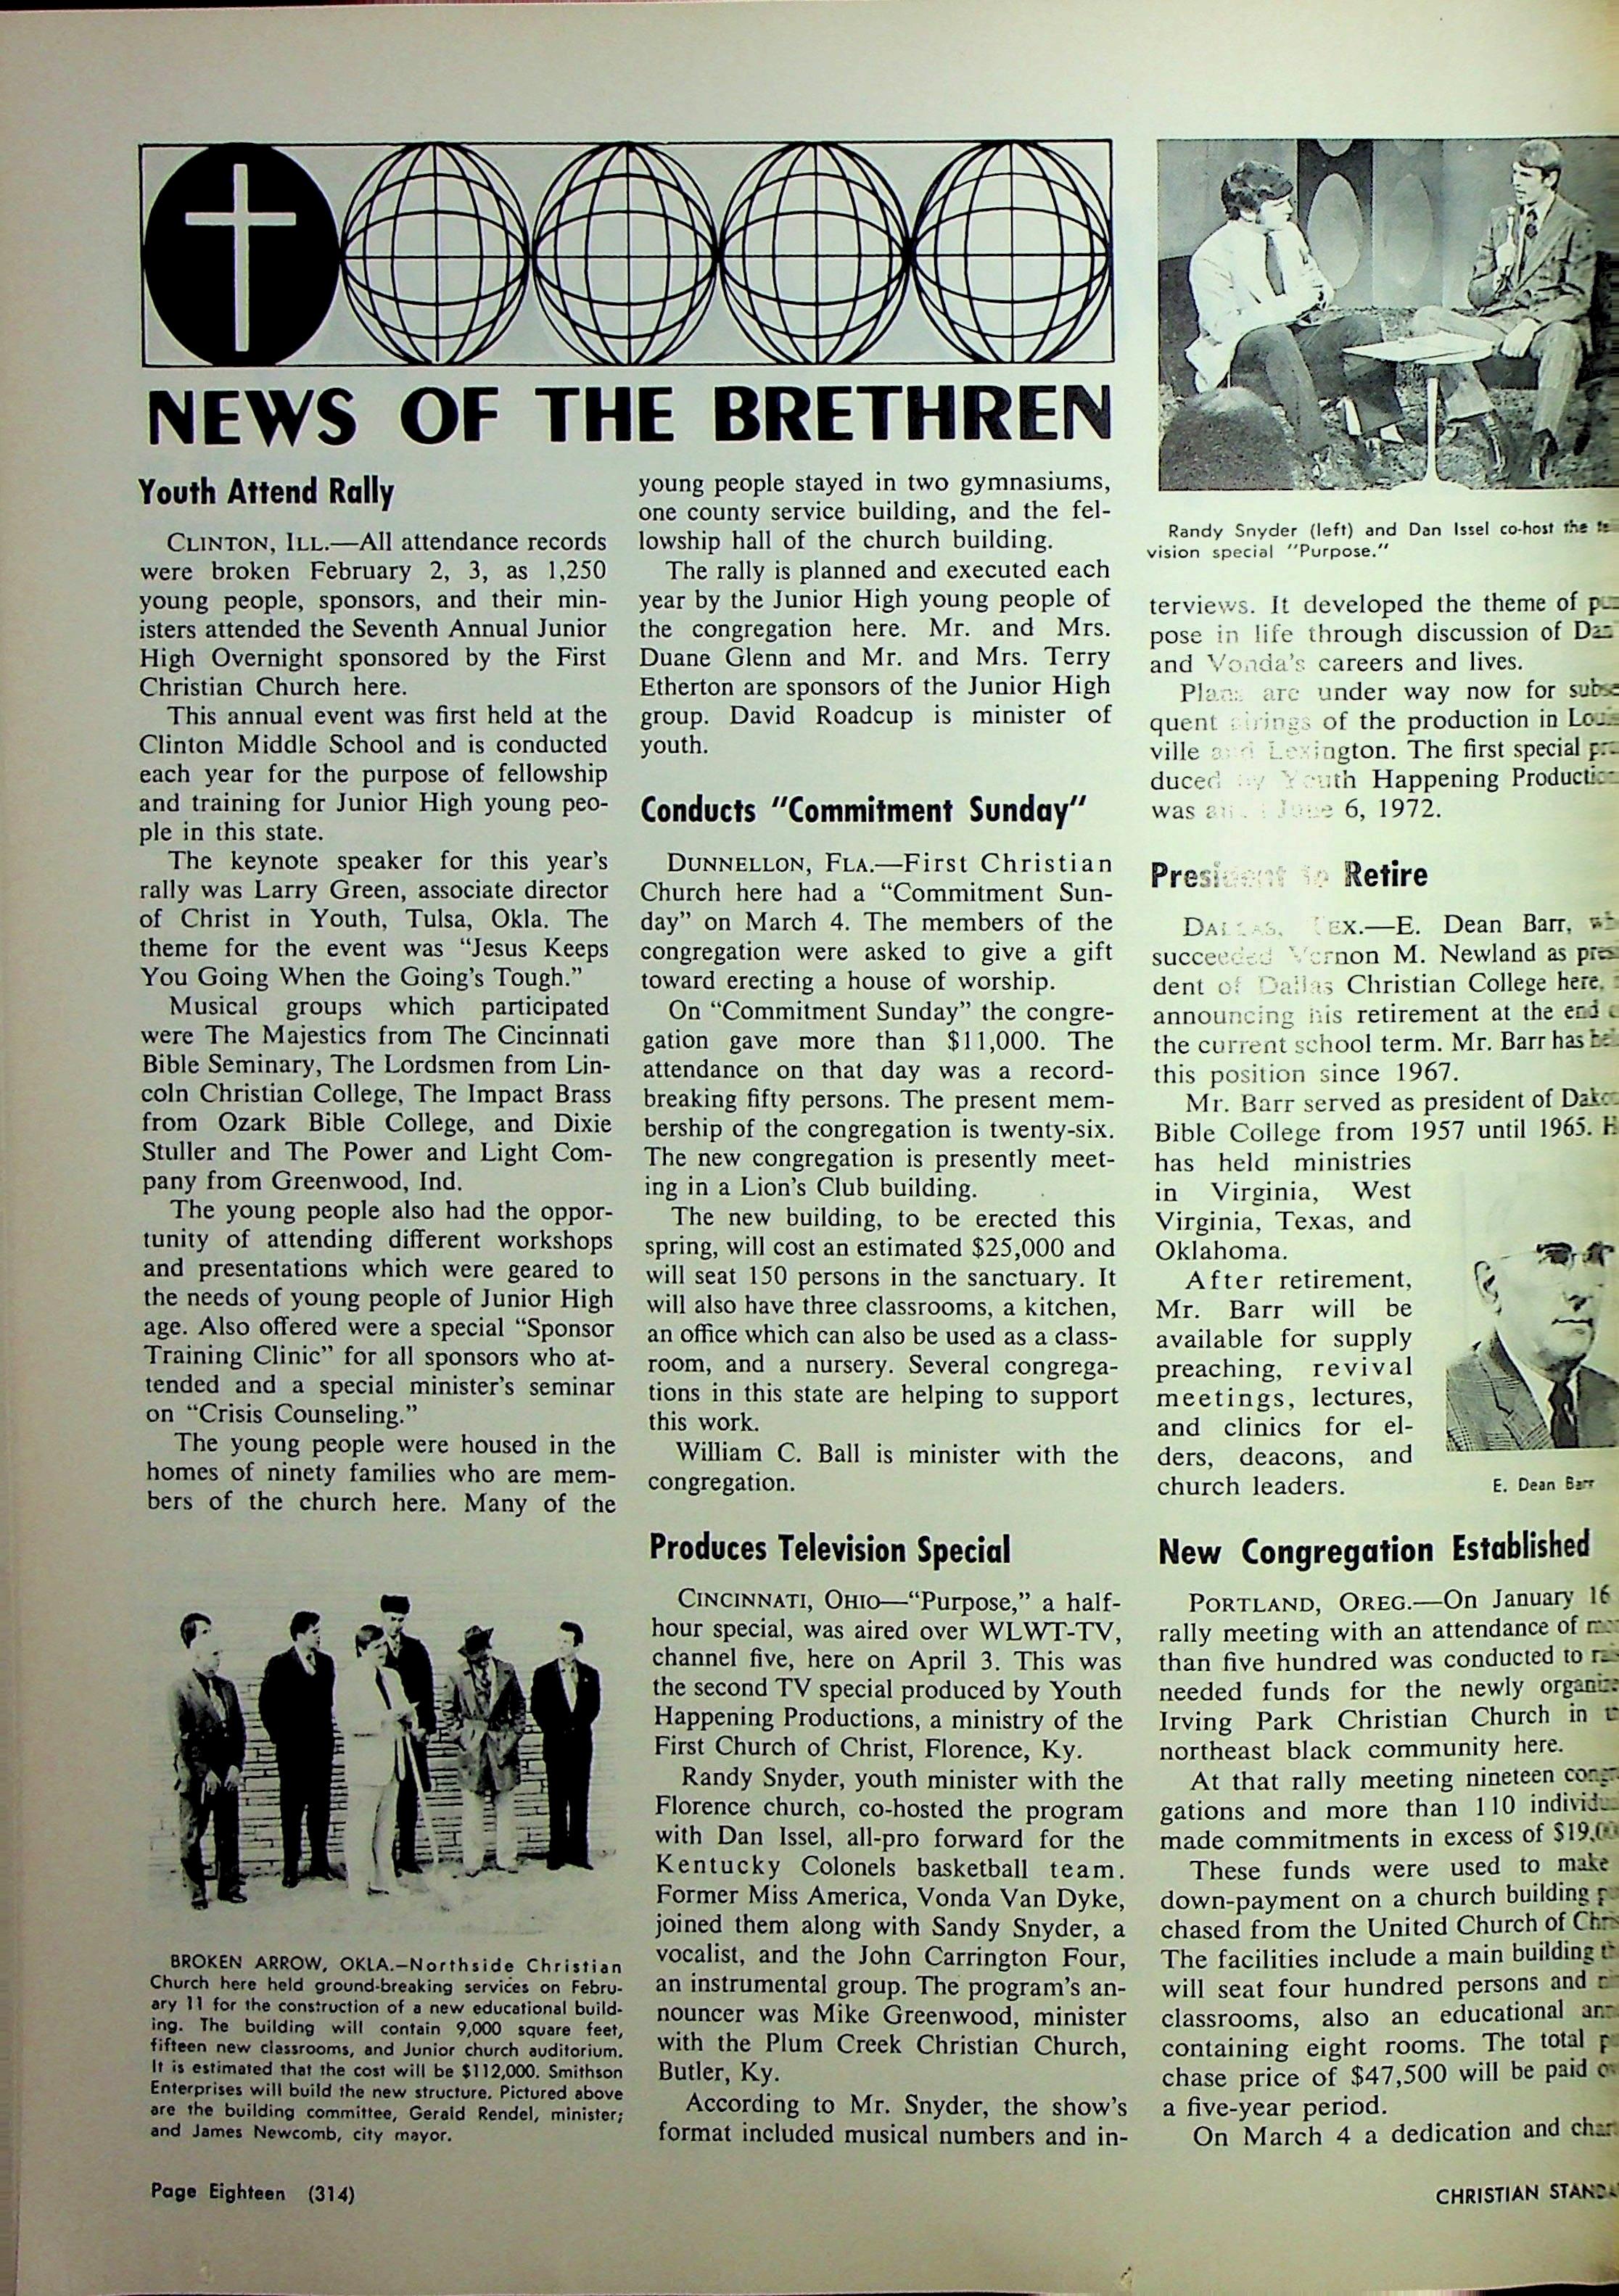 NEWS OF THE BRETHREN
Youth Attend Rally
CLINTON, ILL.—All attendance records
were broken February 2, 3, as 1,250
young people, sponsors, and their min-
isters attended the Seventh Annual Junior
High Overnight sponsored by the First
Christian Church here.
This annual event was first held at the
Clinton Middle School and is conducted
each year for the purpose of fellowship
and training for Junior High young peo-
ple in this state.
The keynote speaker for this year's
rally was Larry Green, associate director
of Christ in Youth, Tulsa, Okla. The
theme for the event was “Jesus Keeps
You Going When the Going's Tough.”
Musical groups which participated
were The Majestics from The Cincinnati
Bible Seminary, The Lordsmen from Lin-
coln Christian College, The Impact Brass
from Ozark Bible College, and Dixie
Stuller and The Power and Light Com-
pany from Greenwood, Ind.
The young people also had the oppor-
tunity of attending different workshops
and presentations which were geared to
the needs of young people of Junior High
age. Also offered were a special “Sponsor
Training Clinic” for all sponsors who at-
tended and a special minister's seminar
on “Crisis Counseling.”
The young people were housed in the
homes of ninety families who are mem-
bers of the church here. Many of the
BROKEN ARROW, OKLA.—Northside Christian
Church here held ground-breaking services on Febru-
ary 11 for the construction of a new educational build-
ing. The building will contain 9,000 square feet,
fifteen new classrooms, and Junior church auditorium.
It is estimated that the cost will be $112,000. Smithson
Enterprises will build the new structure. Pictured above
are the building committee, Gerald Rendel, minister;
and James Newcomb, city mayor.
young people stayed in two gymnasiums,
one county service building, and the fel-
lowship hall of the church building.
The rally is planned and executed each
year by the Junior High young people of
the congregation here. Mr. and Mrs.
Duane Glenn and Mr. and Mrs. Terry
Etherton are sponsors of the Junior High
group. David Roadcup is minister of
youth.
Conducts "Commitment Sunday"
DUNNELLON, FLA.—First Christian
Church here had a “Commitment Sun-
day” on March 4. The members of the
congregation were asked to give a gift
toward erecting a house of worship.
On “Commitment Sunday” the congre-
gation gave more than $11,000. The
attendance on that day was a record-
breaking fifty persons. The present mem-
bership of the congregation is twenty-six.
The new congregation is presently meet-
ing in a Lion's Club building.
The new building, to be erected this
spring, will cost an estimated $25,000 and
will seat 150 persons in the sanctuary. It
will also have three classrooms, a kitchen,
an office which can also be used as a class-
room, and a nursery. Several congrega-
tions in this state are helping to support
this work.
William C. Ball is minister with the
congregation.
Produces Television Special
CINCINNATI, OHIO—“Purpose,” a half-
hour special, was aired over WLWT-TV,
channel five, here on April 3. This was
the second TV special produced by Youth
Happening Productions, a ministry of the
First Church of Christ, Florence, Ky.
Randy Snyder, youth minister with the
Florence church, co-hosted the program
with Dan Issel, all-pro forward for the
Kentucky Colonels basketball team.
Former Miss America, Vonda Van Dyke,
joined them along with Sandy Snyder, a
vocalist, and the John Carrington Four,
an instrumental group. The program's an-
nouncer was Mike Greenwood, minister
with the Plum Creek Christian Church,
Butler, Ky.
According to Mr. Snyder, the show's
format included musical numbers and in-
Randy Snyder (left) and Dan Issel co-host the
vision special "Purpose."
terviews. It developed the theme of
pose in life through discussion of
and Vonda's careers and lives.
Plans are under way now for subse
quent airings of the production in
ville and Lexington. The first special
duced by Youth Happening
was June 6, 1972.
President to Retire
DALLAS, TEX.—E. Dean Barr,
succeeded Vernon M. Newland as
dent of Dallas Christian College here,
announcing his retirement at the end
the current school term. Mr. Barr has
this position since 1967.
Mr. Barr served as president of
Bible College from 1957 until 1965.
has held ministries
in Virginia, West
Virginia, Texas, and
Oklahoma.
After retirement,
Mr. Barr will be
available for supply
preaching, revival
meetings, lectures,
and clinics for el-
ders, deacons, and
church leaders.
E. Dean Barr
New Congregation Established
PORTLAND, OREG.—On January 16
rally meeting with an attendance of
than five hundred was conducted to
needed funds for the newly
Irving Park Christian Church in
northeast black community here.
At that rally meeting nineteen
gations and more than 110
made commitments in excess of
These funds were used to make
down-payment on a church building
chased from the United Church of
The facilities include a main building
will seat four hundred persons and
classrooms, also an educational
containing eight rooms. The total
chase price of $47,500 will be paid
a five-year period.
On March 4 a dedication and
Page Eighteen (314)
CHRISTIAN